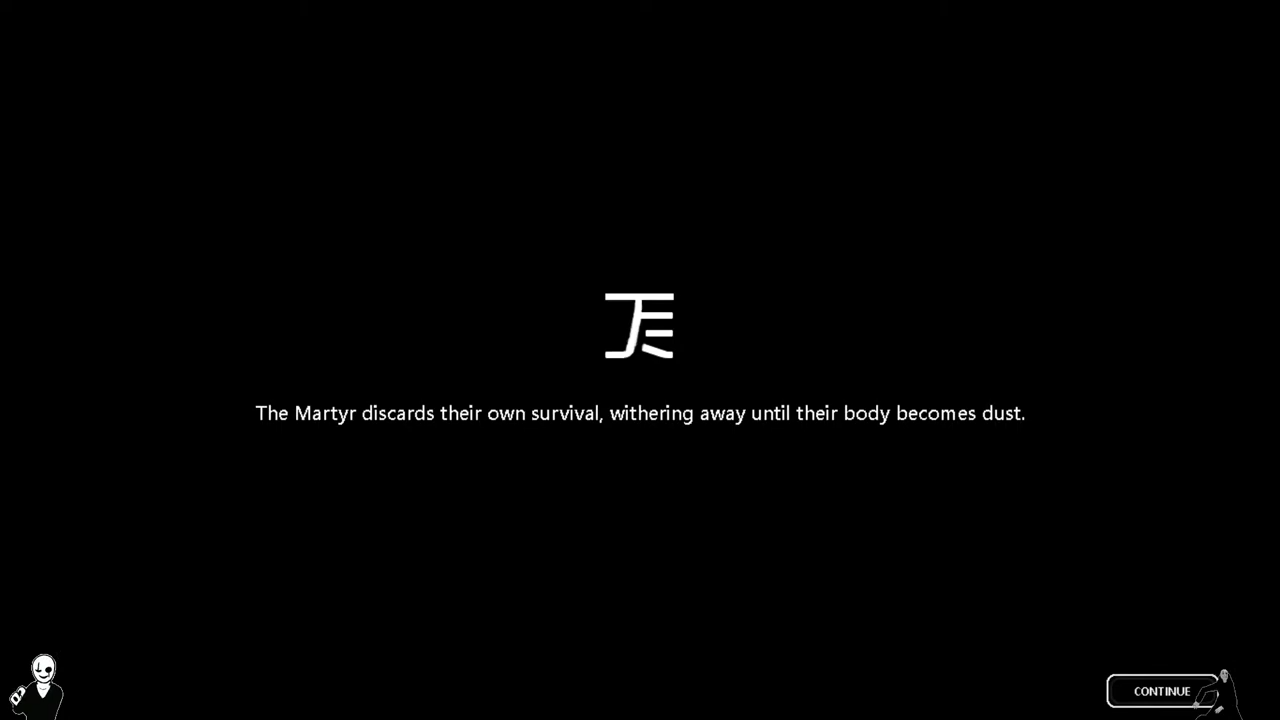 The Martyr discards their own survival, withering away until their body becomes dust.
CONTINUE